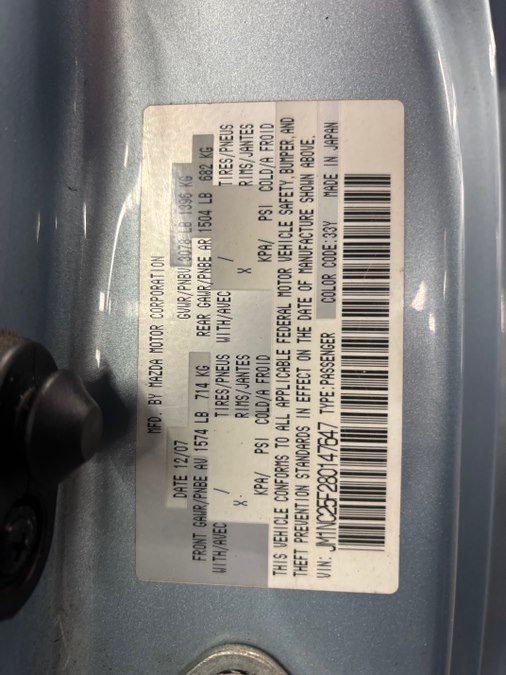 MFD. BY MAZDA MOTOR CORPORATION
DATE 12/07 GVWR/PNBV 3078 LB 1396 KG
FRONT GAWR/PNBE AV 1574 LB 714 KG REAR GAWR/PNBE AR 1504 LB 682 KG
WITH/AVEC TIRES/PNEUS WITH/AVEC / TIRES/PNEUS
X RIMS/JANTES X RIMS/JANTES
KPA/ PSI COLD/A FROID KPA/ PSI COLD/A FROID
THIS VEHICLE CONFORMS TO ALL APPLICABLE FEDERAL MOTOR VEHICLE SAFETY, BUMPER, AND
THEFT PREVENTION STANDARDS IN EFFECT ON THE DATE OF MANUFACTURE SHOWN ABOVE.
VIN: JM1NC25F280147647 TYPE:PASSENGER COLOR CODE:33Y MADE IN JAPAN